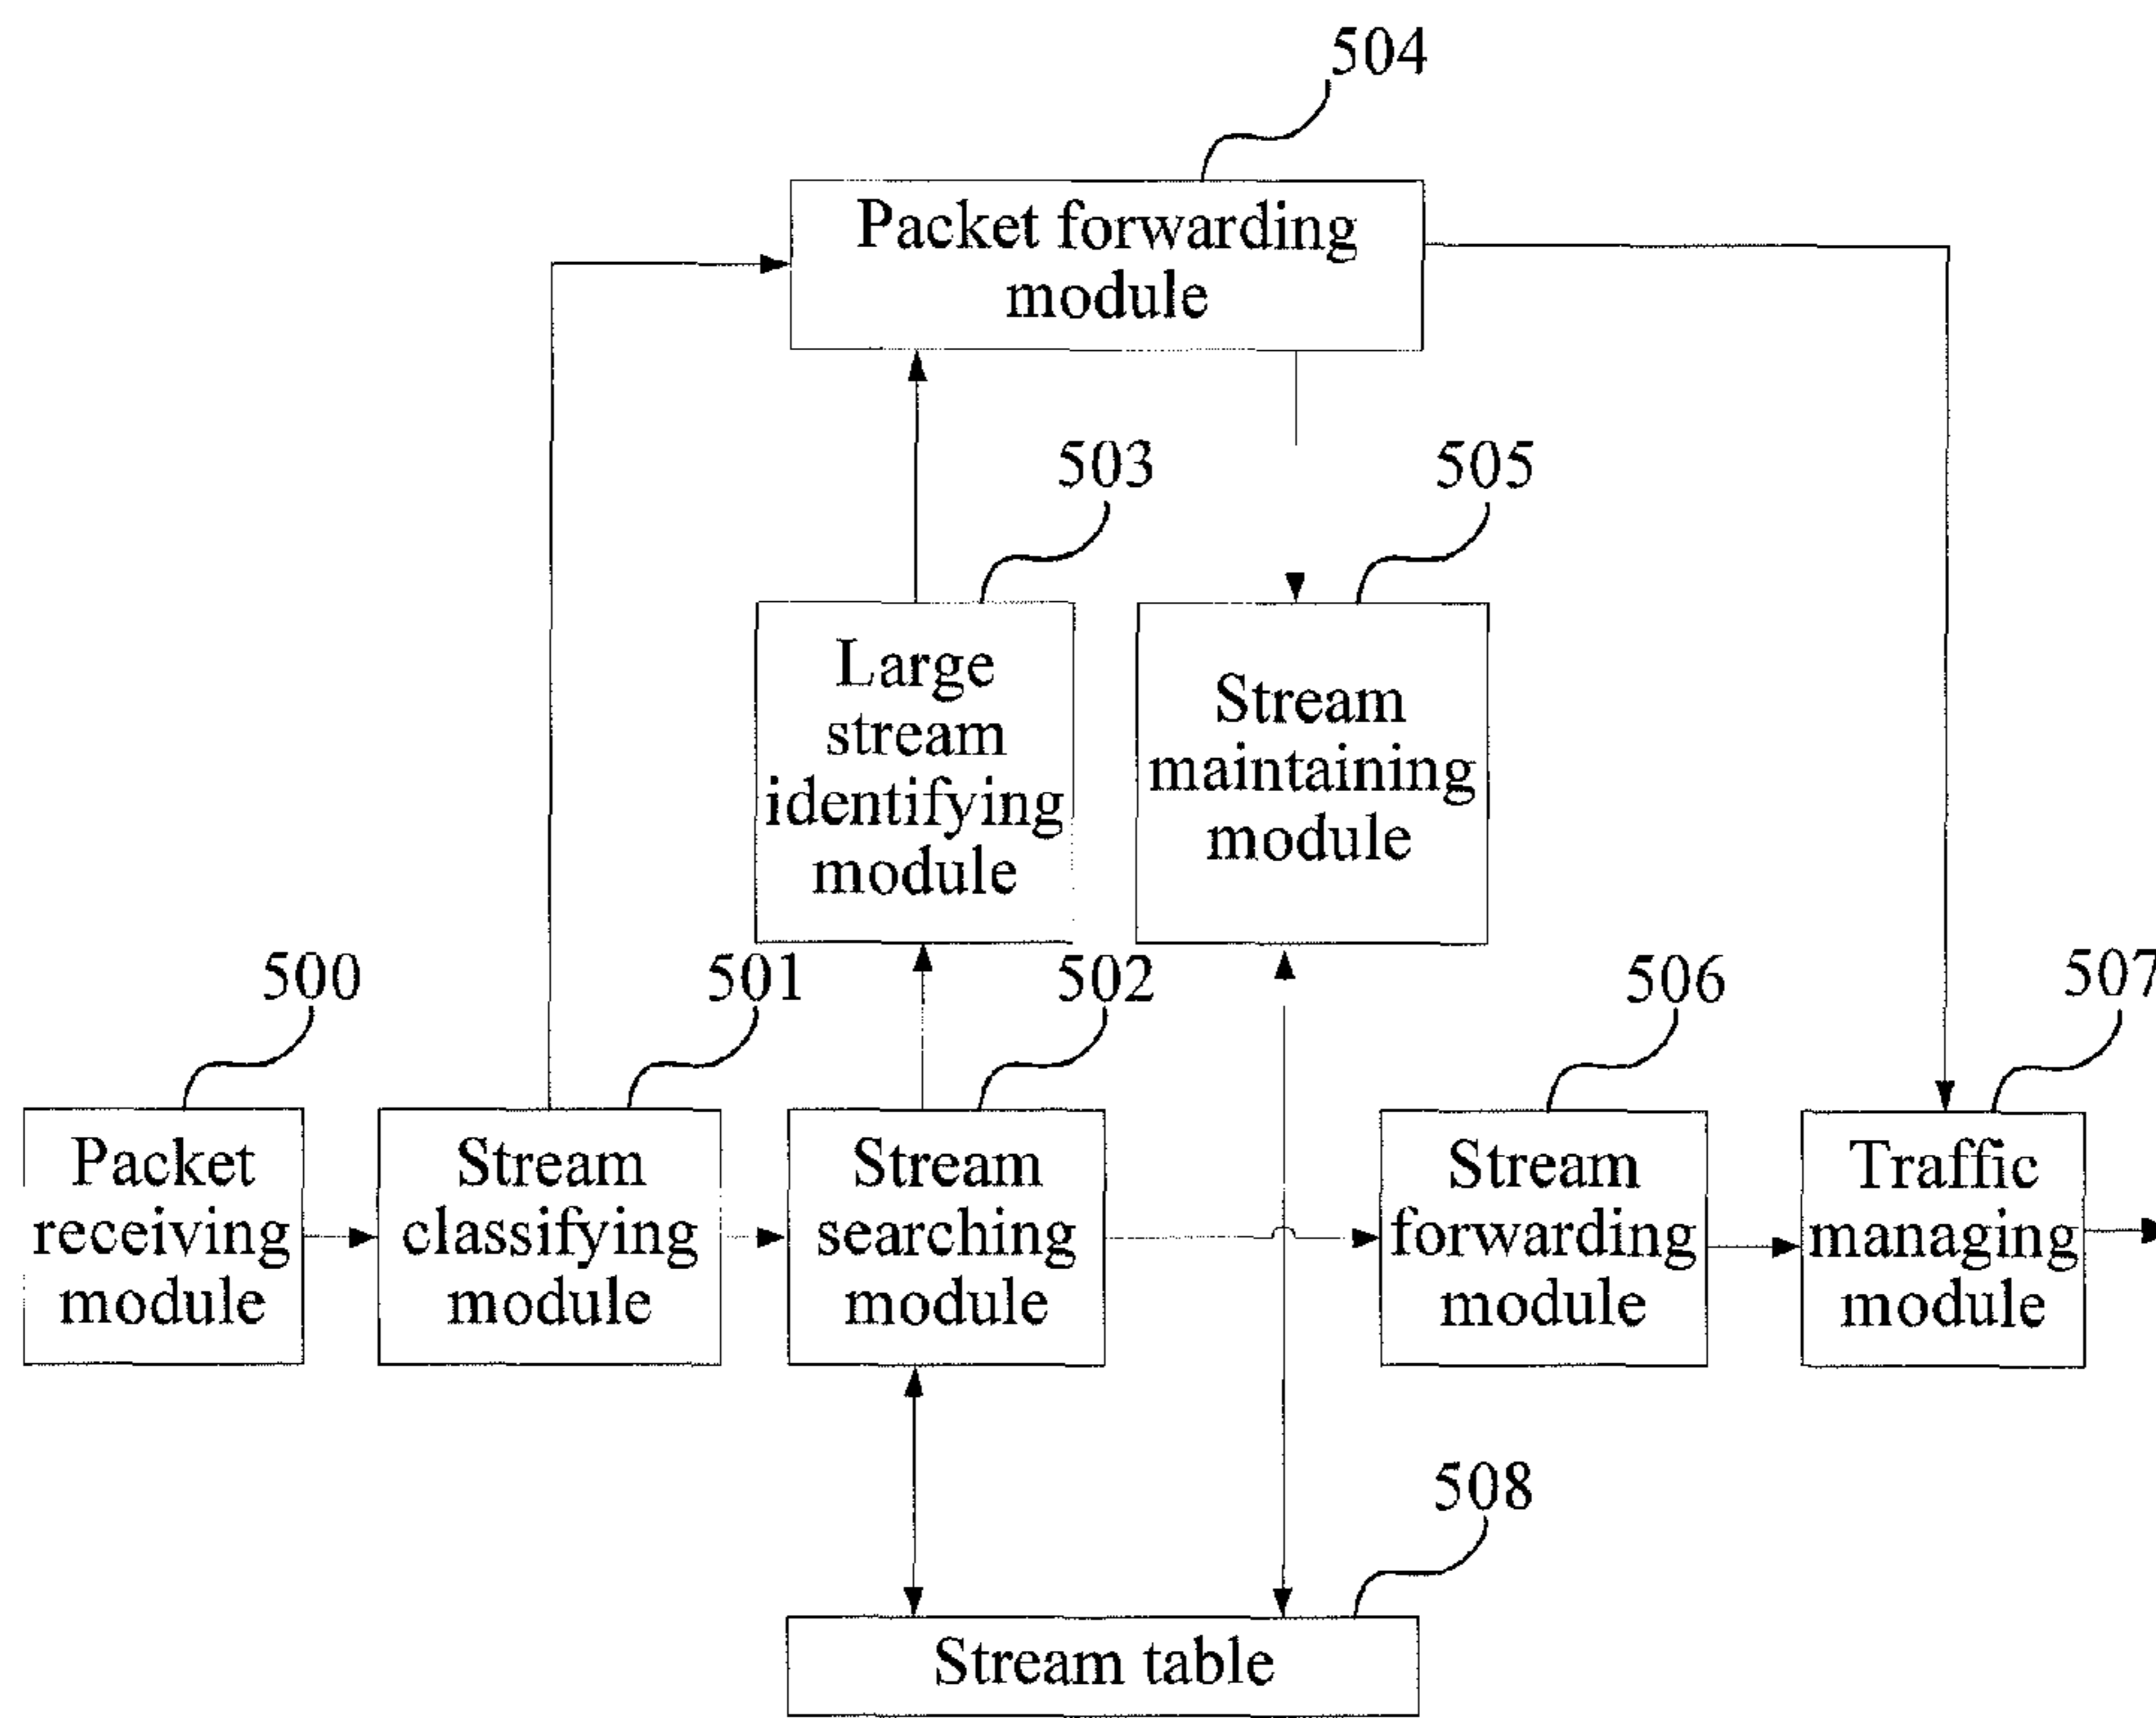 504
Packet forwarding
module
503
505
Large
stream
identifying
module
Stream
maintaining
module
500
501
502
506
507
Packet
receiving
module
Stream
classifying
module
Stream
searching
module
Stream
forwarding
module
Traffic
managing
module
508
Stream table